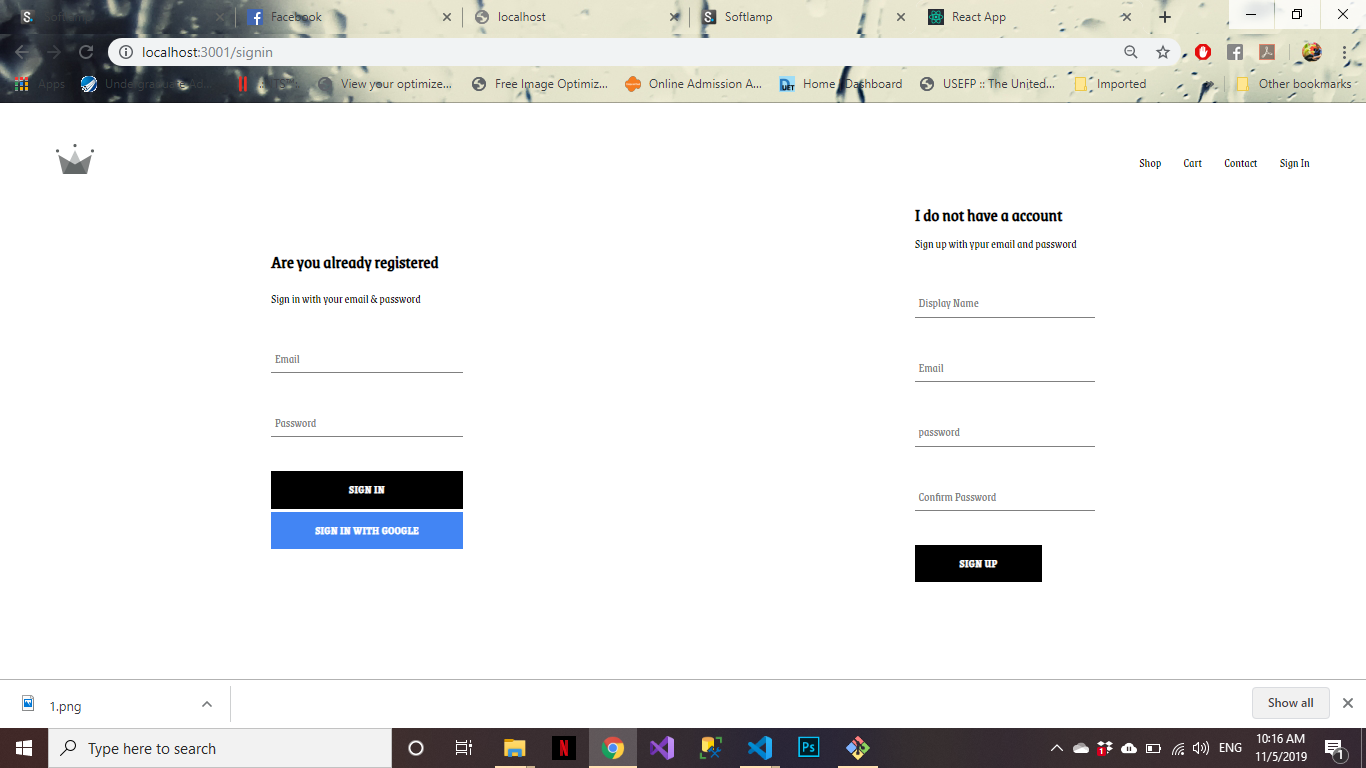 Softlamp
Facebook
localhost
Softlamp
React App
localhost:3001/signin
Apps
Undergraduate Ad...
View your optimize...
Free Image Optimiz...
Online Admission A...
Home - Dashboard
USEFP :: The United...
Imported
Other bookmarks
Shop
Cart
Contact
Sign In
Are you already registered
Sign in with your email & password
Email
Password
SIGN IN
SIGN IN WITH GOOGLE
I do not have a account
Sign up with ypur email and password
Display Name
Email
password
Confirm Password
SIGN UP
1.png
Show all
Type here to search
ENG
10:16 AM
11/5/2019